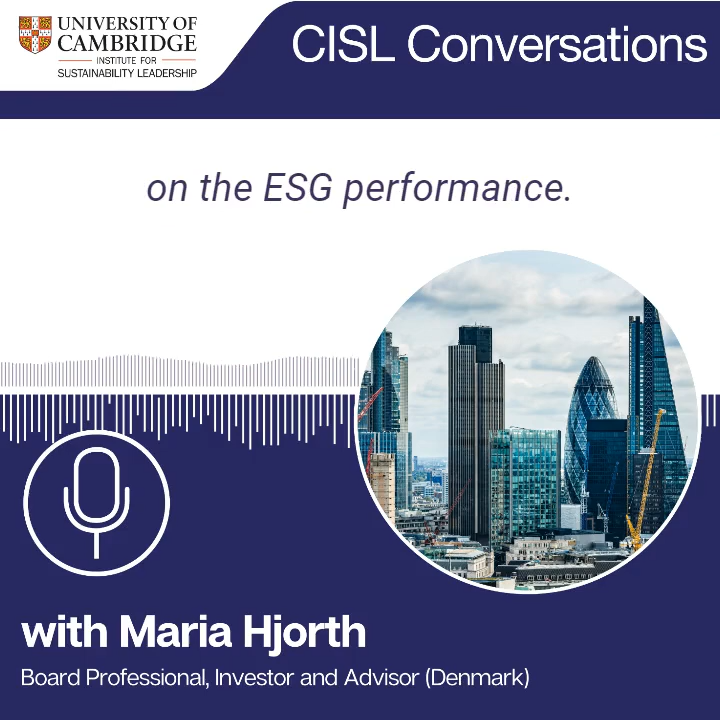 UNIVERSITY OF
CAMBRIDGE
INSTITUTE FOR
SUSTAINABILITY LEADERSHIP
CISL Conversations
on the ESG performance.
with Maria Hjorth
Board Professional, Investor and Advisor (Denmark)